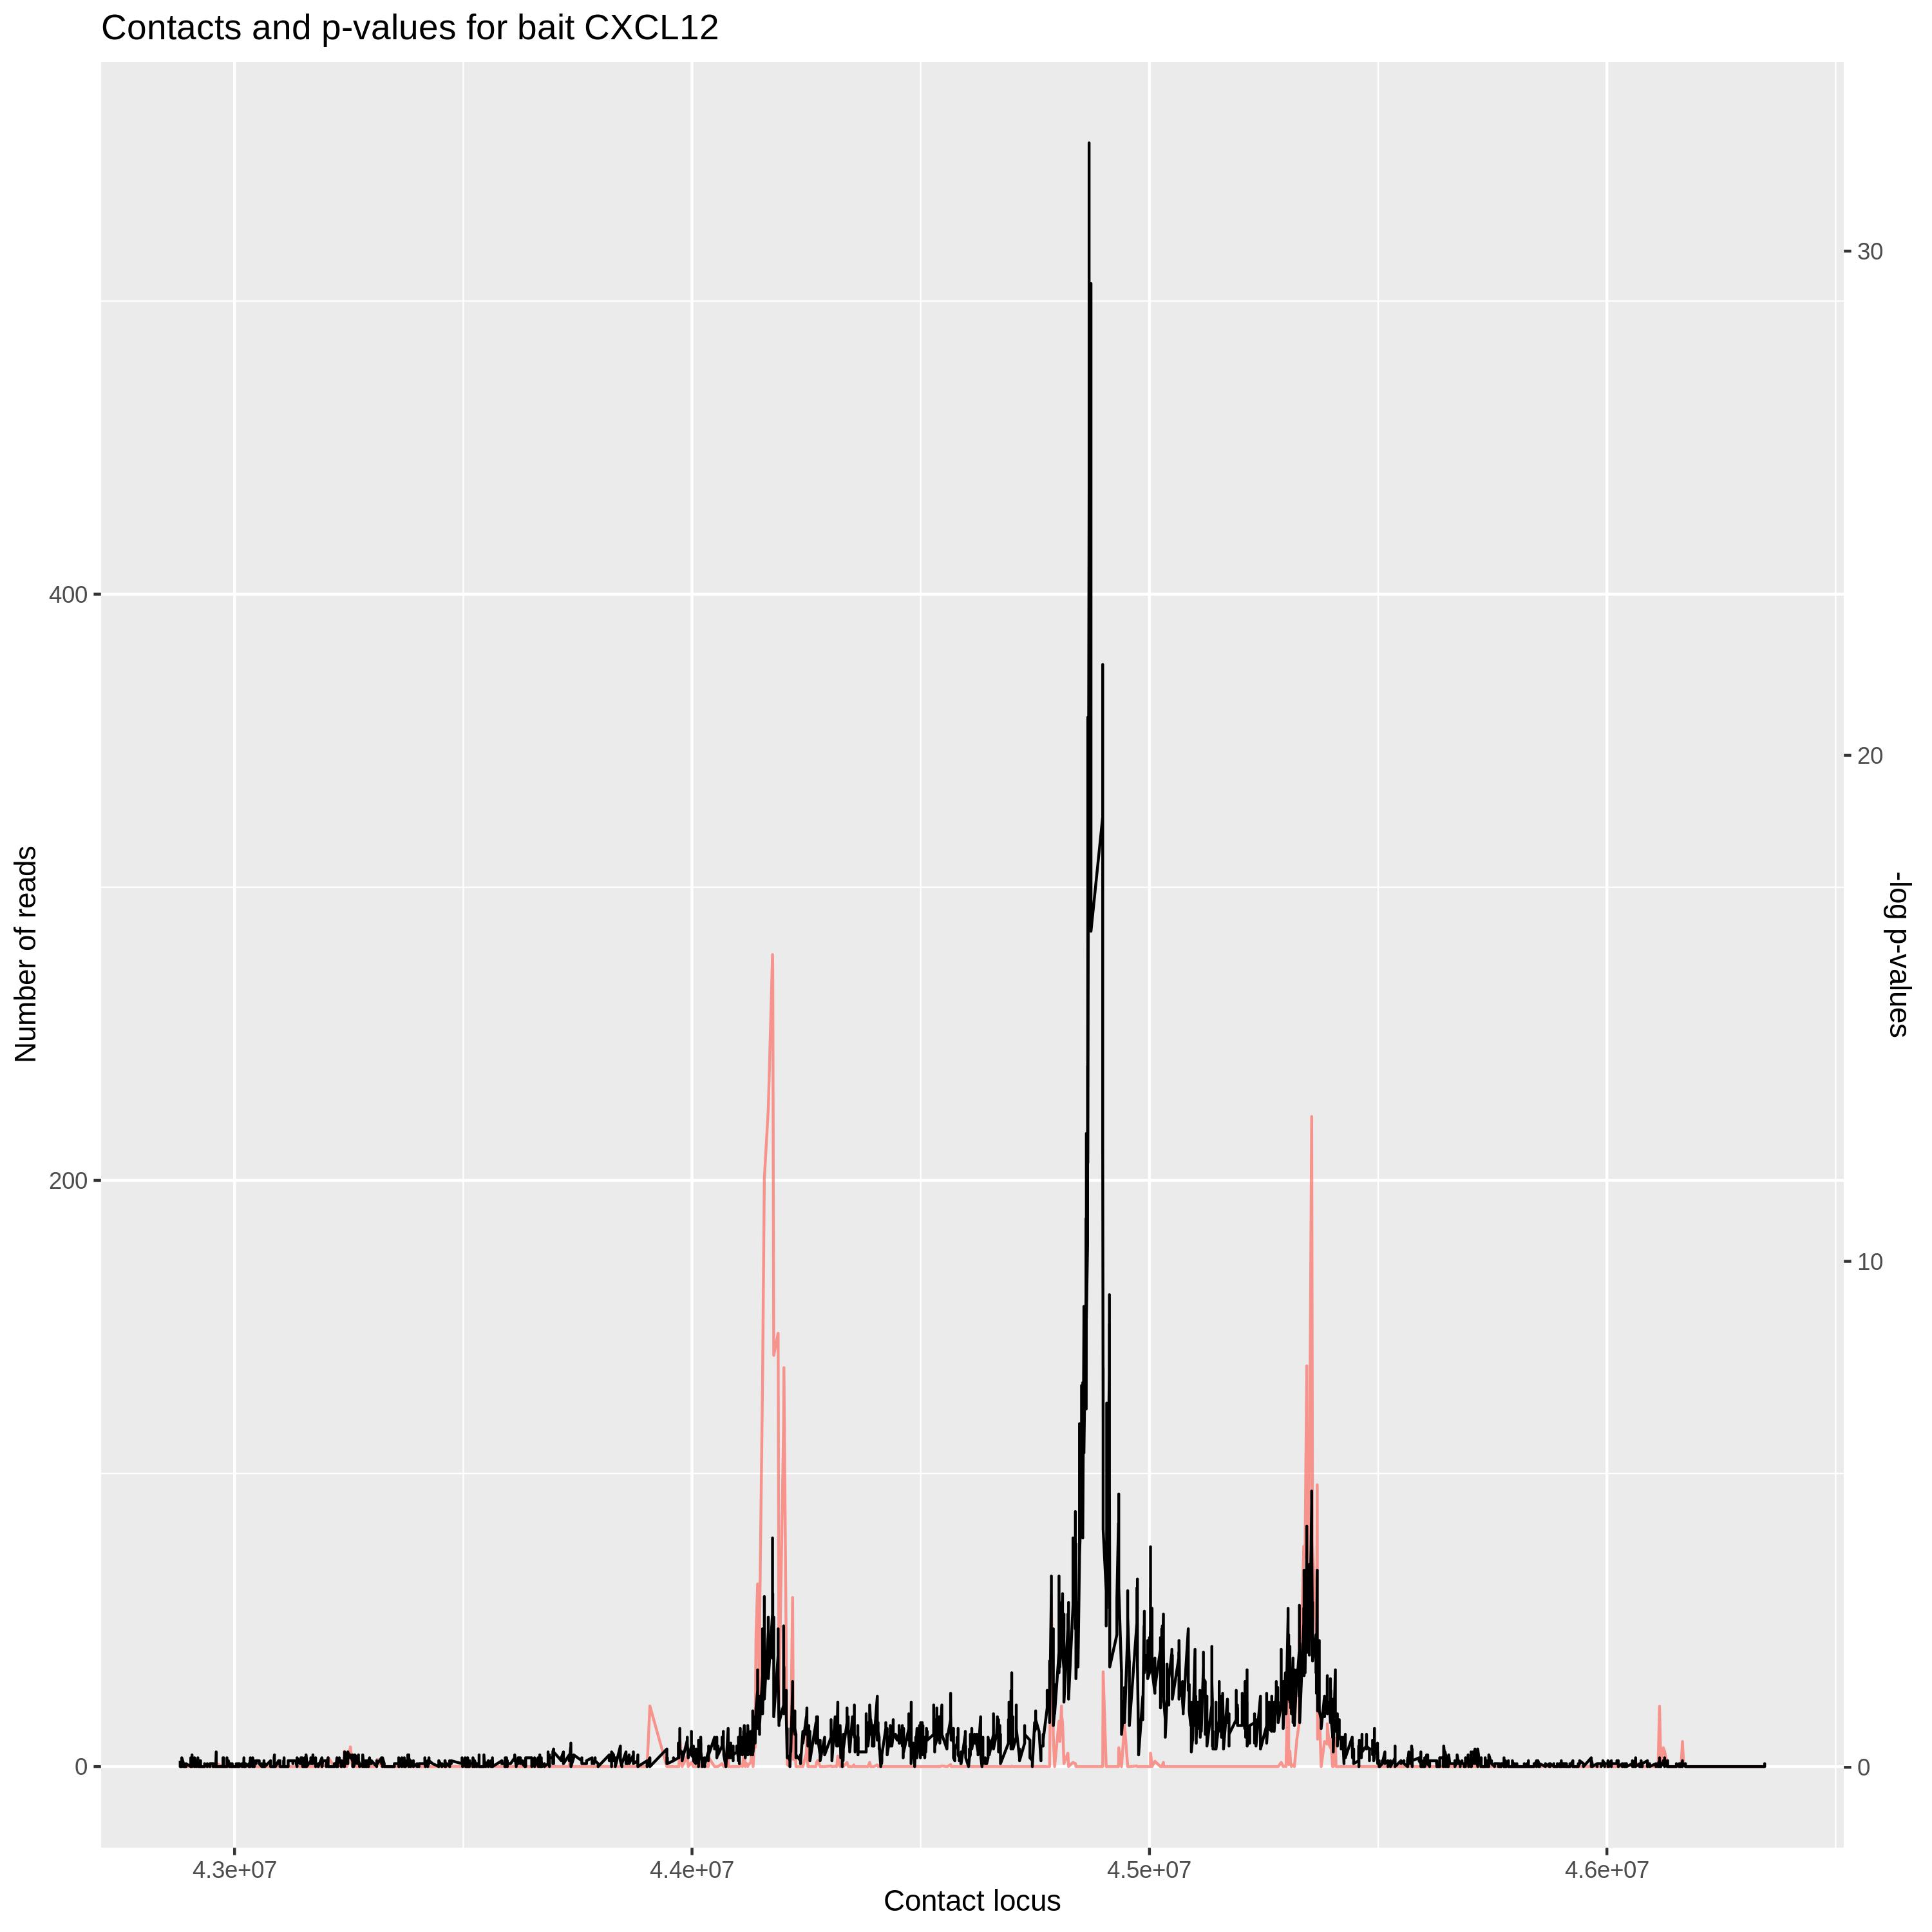 Contacts and p-values for bait CXCL12
Number of reads
400
200
0
30
20
10
0
-log p-values
4.3e+07
4.4e+07
4.5e+07
4.6e+07
Contact locus